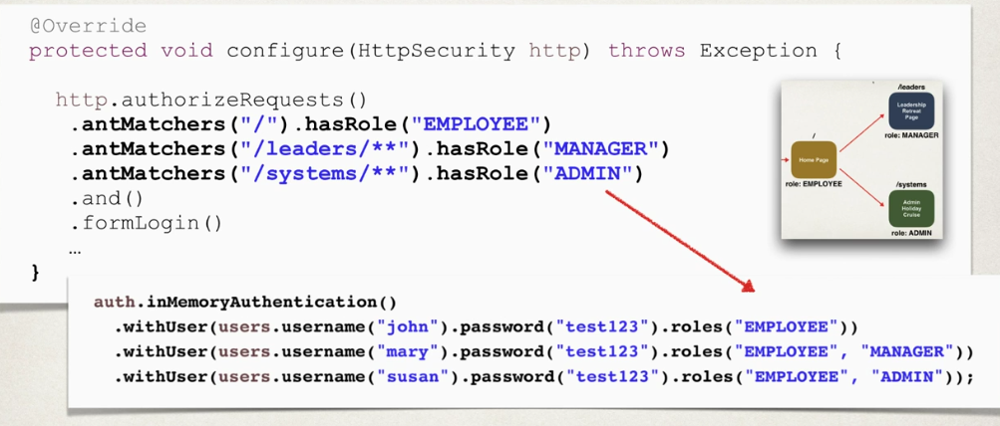 @Override
protected void configure(HttpSecurity http) throws Exception {
http.authorizeRequests()
.antMatchers("/").hasRole("EMPLOYEE")
.antMatchers("/leaders/**").hasRole("MANAGER")
.antMatchers("/systems/**").hasRole("ADMIN")
.and()
.formLogin()
…
}
/leaders
Leadership
Retreat
Page
role: MANAGER
/
Home Page
role: EMPLOYEE
/systems
Admin
Holiday
Cruise
role: ADMIN
auth.inMemoryAuthentication()
.withUser(users.username("john").password("test123").roles("EMPLOYEE"))
.withUser(users.username("mary").password("test123").roles("EMPLOYEE", "MANAGER"))
.withUser(users.username("susan").password("test123").roles("EMPLOYEE", "ADMIN"));